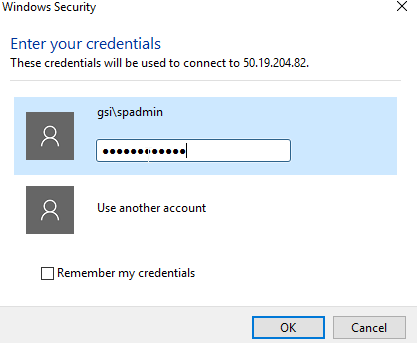 Windows Security
Enter your credentials
These credentials will be used to connect to 50.19.204.82.
gsi\spadmin
●●●●●●●●●●●●
Use another account
Remember my credentials
OK
Cancel